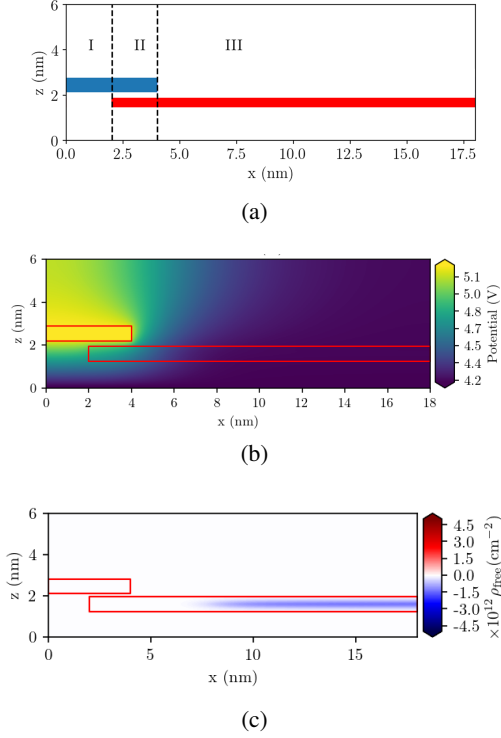 I II III
6
4
2
0
z (nm)
0.0 2.5 5.0 7.5 10.0 12.5 15.0 17.5
x (nm)
(a)
6
4
2
0
z (nm)
0 2 4 6 8 10 12 14 16 18
x (nm)
5.1
5.0
4.8
4.7
4.6
4.4
4.3
4.2
Potential (V)
(b)
6
4
2
0
z (nm)
0 5 10 15
x (nm)
4.5
3.0
1.5
0.0
-1.5
-3.0
-4.5
×10¹² ρfree(cm⁻²)
(c)